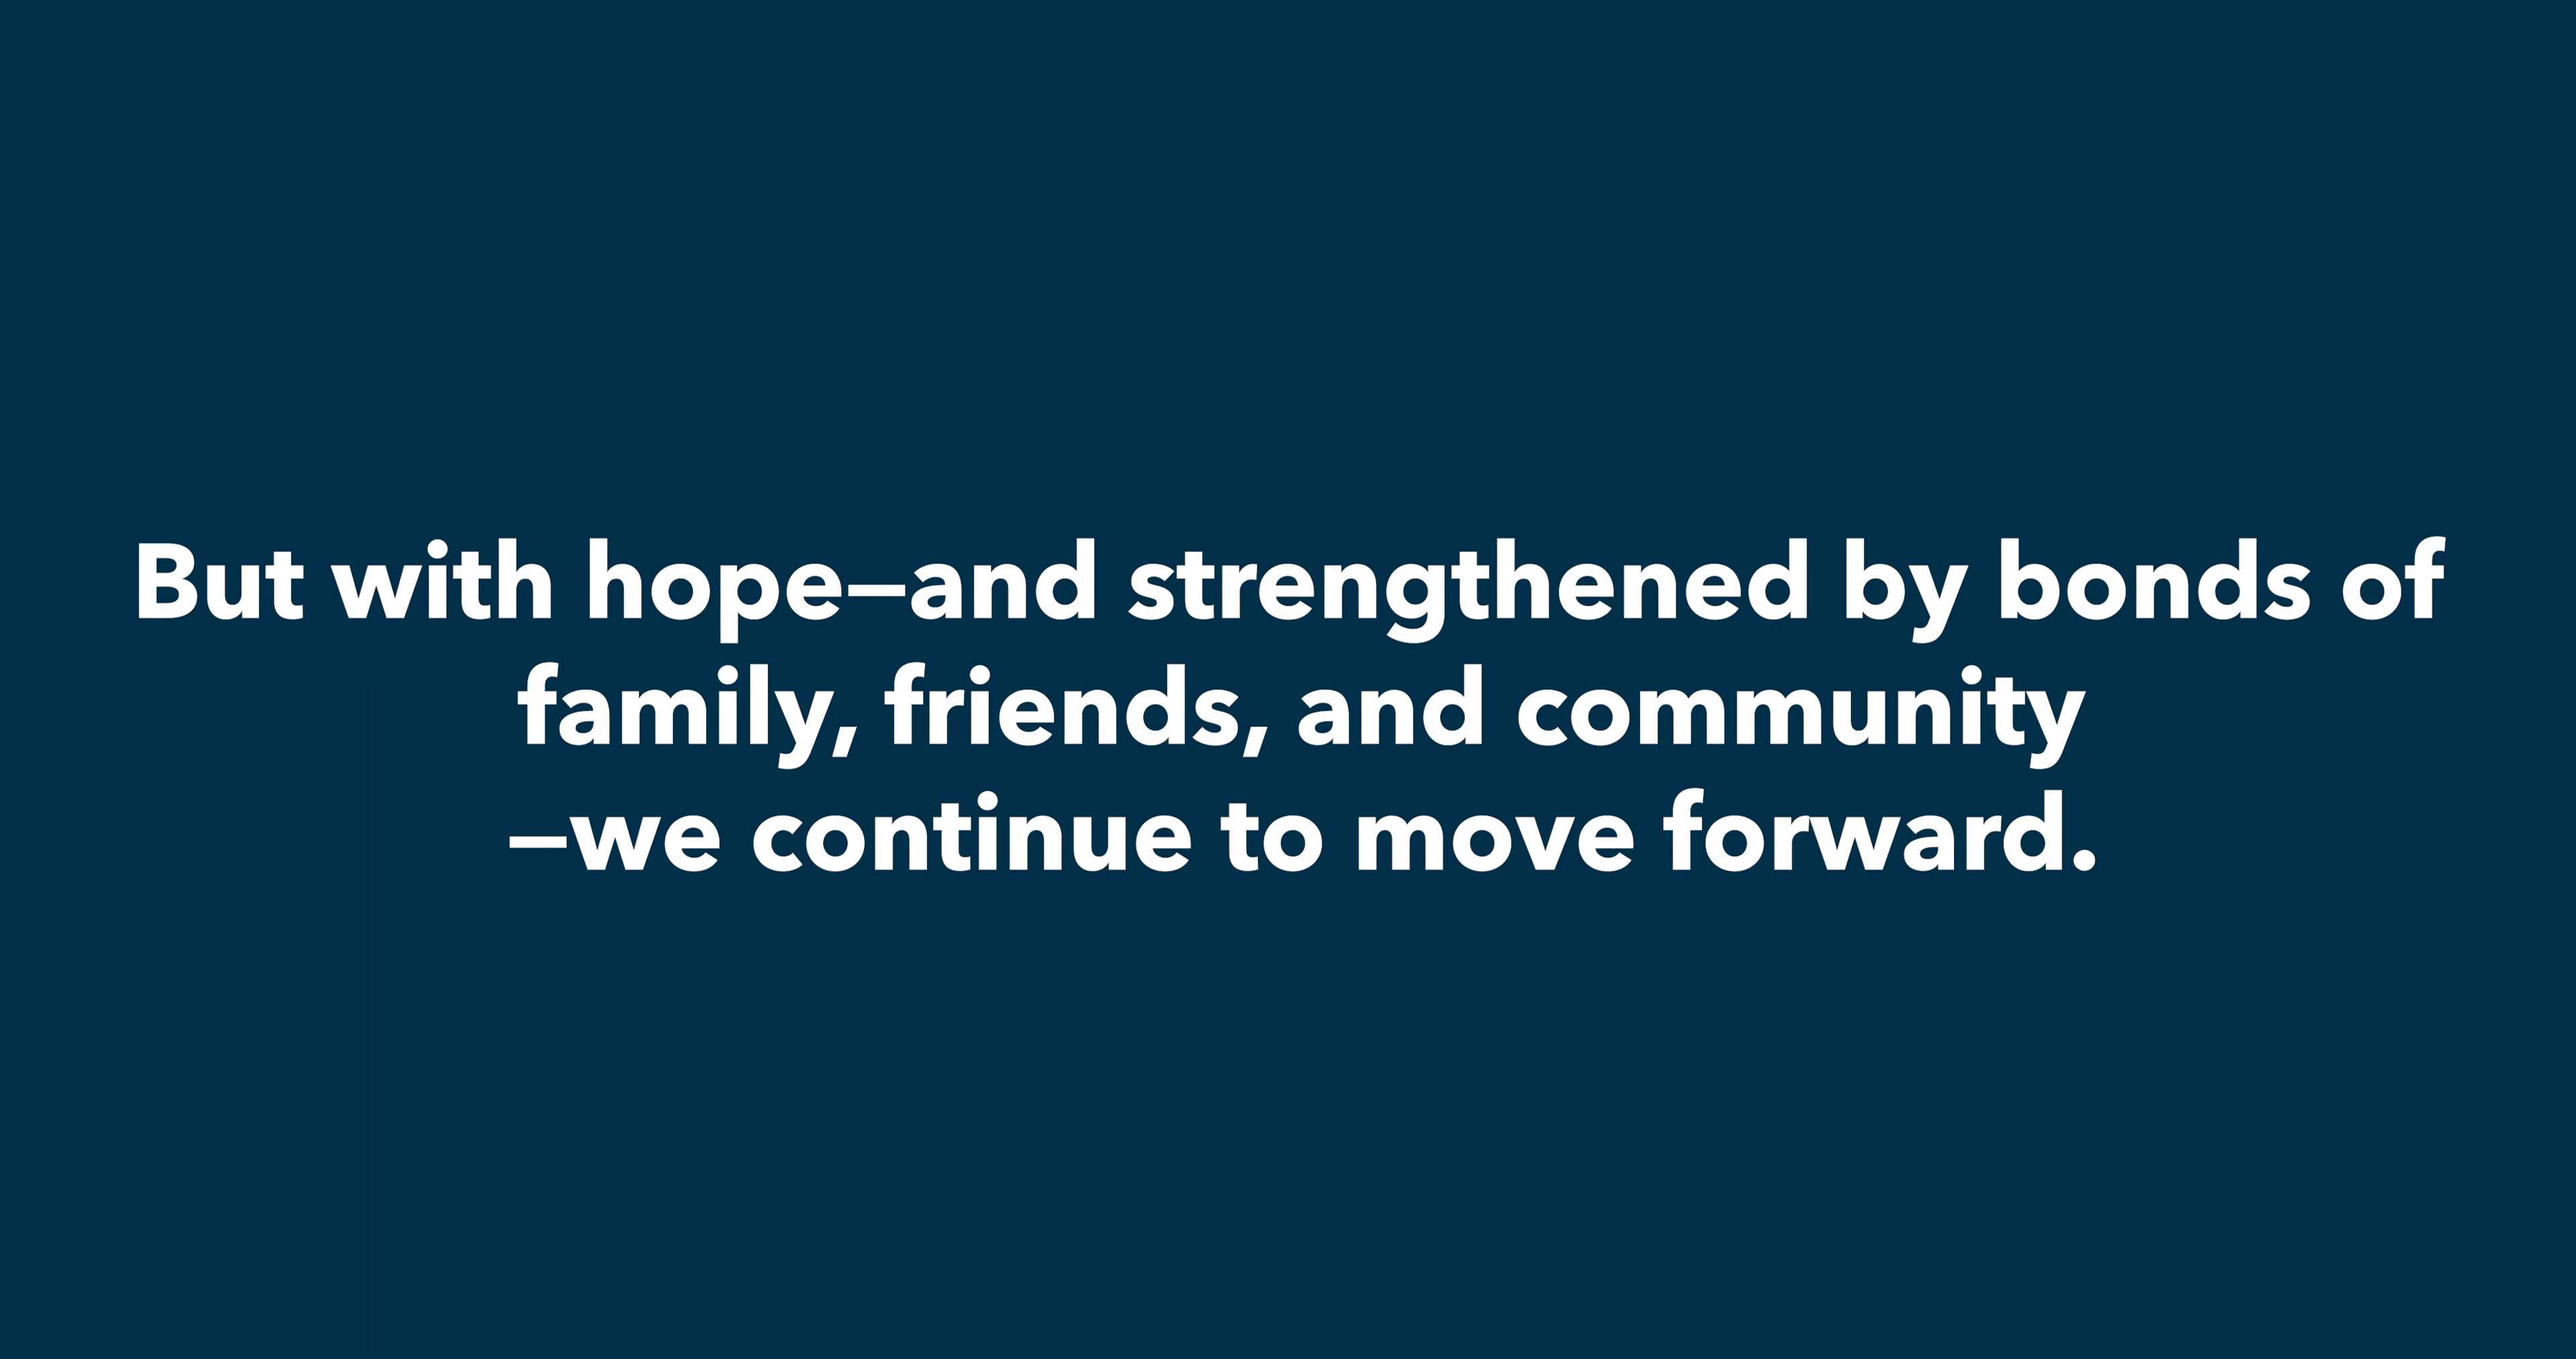 But with hope—and strengthened by bonds of
family, friends, and community
—we continue to move forward.